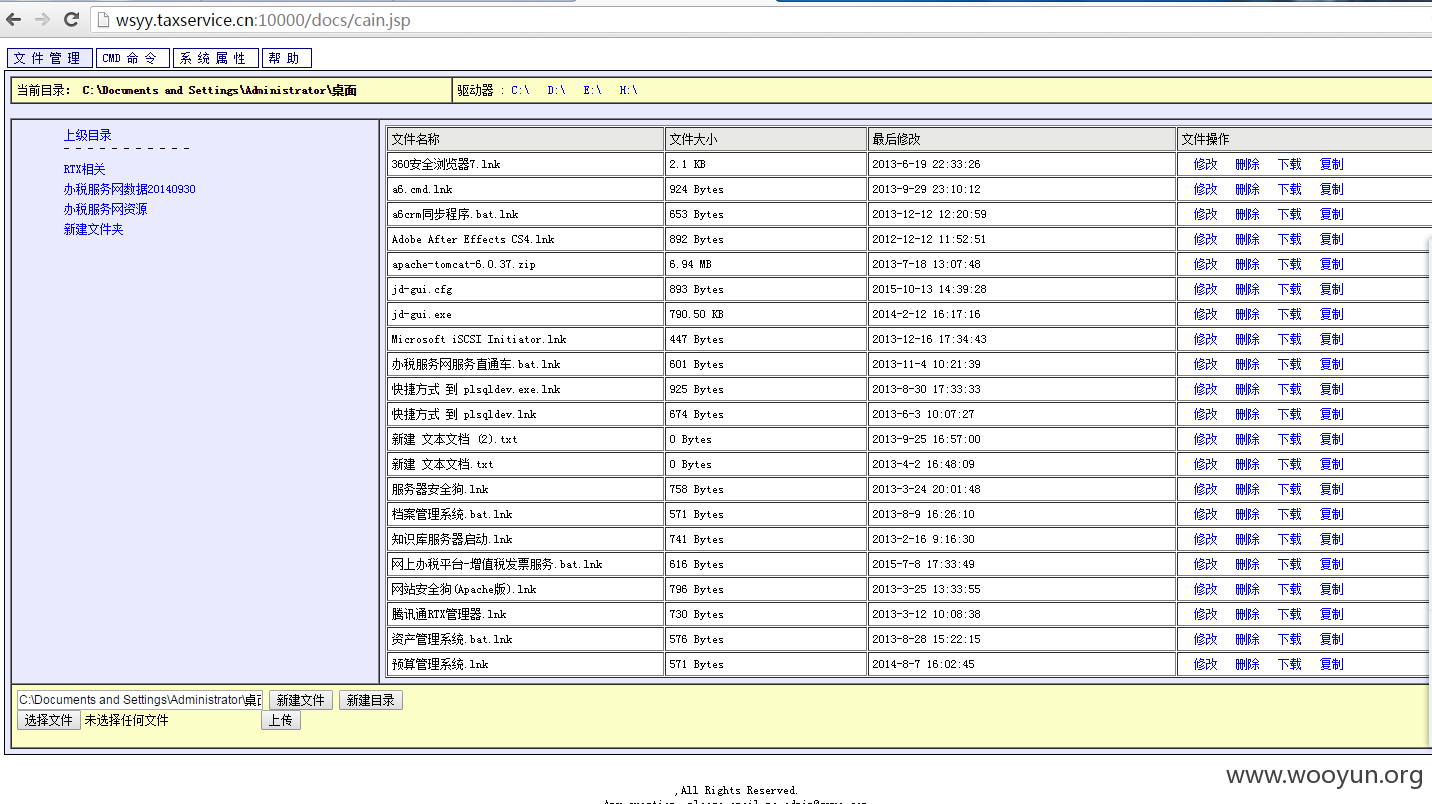 wsyy.taxservice.cn:10000/docs/cain.jsp
文件管理 CMD 命令 系统属性 帮助
当前目录: C:\Documents and Settings\Administrator\桌面 驱动器 : C:\ D:\ E:\ H:\
上级目录
- - - - - - - - - - -
RTX相关
办税服务网数据20140930
办税服务网资源
新建文件夹
文件名称 文件大小 最后修改 文件操作
360安全浏览器7.lnk 2.1 KB 2013-6-19 22:33:26 修改 删除 下载 复制
a6.cmd.lnk 924 Bytes 2013-9-29 23:10:12 修改 删除 下载 复制
a6crm同步程序.bat.lnk 653 Bytes 2013-12-12 12:20:59 修改 删除 下载 复制
Adobe After Effects CS4.lnk 892 Bytes 2012-12-12 11:52:51 修改 删除 下载 复制
apache-tomcat-6.0.37.zip 6.94 MB 2013-7-18 13:07:48 修改 删除 下载 复制
jd-gui.cfg 893 Bytes 2015-10-13 14:39:28 修改 删除 下载 复制
jd-gui.exe 790.50 KB 2014-2-12 16:17:16 修改 删除 下载 复制
Microsoft iSCSI Initiator.lnk 447 Bytes 2013-12-16 17:34:43 修改 删除 下载 复制
办税服务网服务直通车.bat.lnk 601 Bytes 2013-11-4 10:21:39 修改 删除 下载 复制
快捷方式 到 plsqldev.exe.lnk 925 Bytes 2013-8-30 17:33:33 修改 删除 下载 复制
快捷方式 到 plsqldev.lnk 674 Bytes 2013-6-3 10:07:27 修改 删除 下载 复制
新建 文本文档 (2).txt 0 Bytes 2013-9-25 16:57:00 修改 删除 下载 复制
新建 文本文档.txt 0 Bytes 2013-4-2 16:48:09 修改 删除 下载 复制
服务器安全狗.lnk 758 Bytes 2013-3-24 20:01:48 修改 删除 下载 复制
档案管理系统.bat.lnk 571 Bytes 2013-8-9 16:26:10 修改 删除 下载 复制
知识库服务器启动.lnk 741 Bytes 2013-2-16 9:16:30 修改 删除 下载 复制
网上办税平台-增值税发票服务.bat.lnk 616 Bytes 2015-7-8 17:33:49 修改 删除 下载 复制
网站安全狗(Apache版).lnk 796 Bytes 2013-3-25 13:33:55 修改 删除 下载 复制
腾讯通RTX管理器.lnk 730 Bytes 2013-3-12 10:08:38 修改 删除 下载 复制
资产管理系统.bat.lnk 576 Bytes 2013-8-28 15:22:15 修改 删除 下载 复制
预算管理系统.lnk 571 Bytes 2014-8-7 16:02:45 修改 删除 下载 复制
C:\Documents and Settings\Administrator\桌 新建文件 新建目录
选择文件 未选择任何文件 上传
www.wooyun.org
,All Rights Reserved.